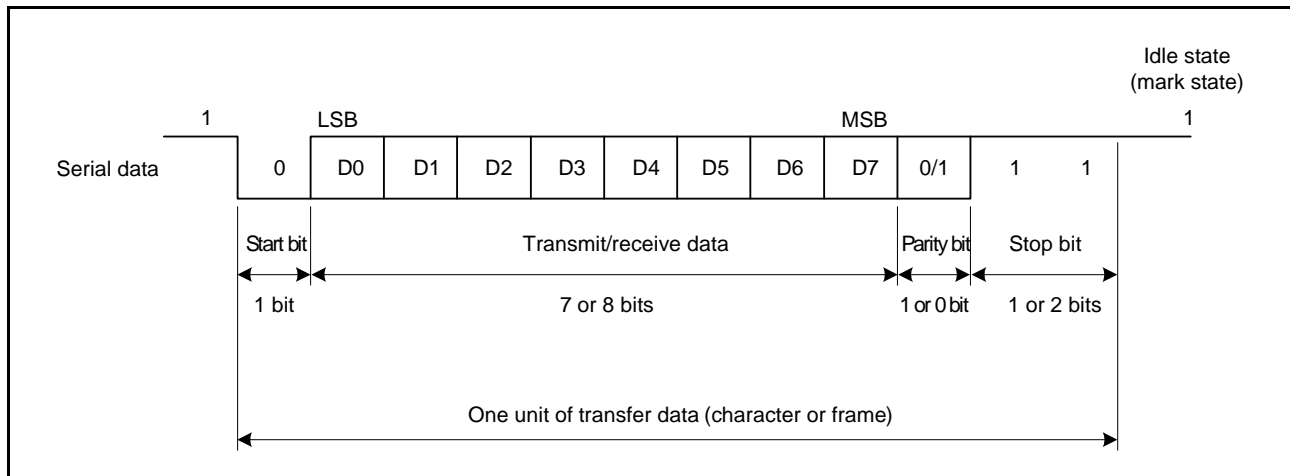 Idle state
(mark state)
1 LSB MSB 1
Serial data 0 D0 D1 D2 D3 D4 D5 D6 D7 0/1 1 1
Start bit Transmit/receive data Parity bit Stop bit
1 bit 7 or 8 bits 1 or 0 bit 1 or 2 bits
One unit of transfer data (character or frame)